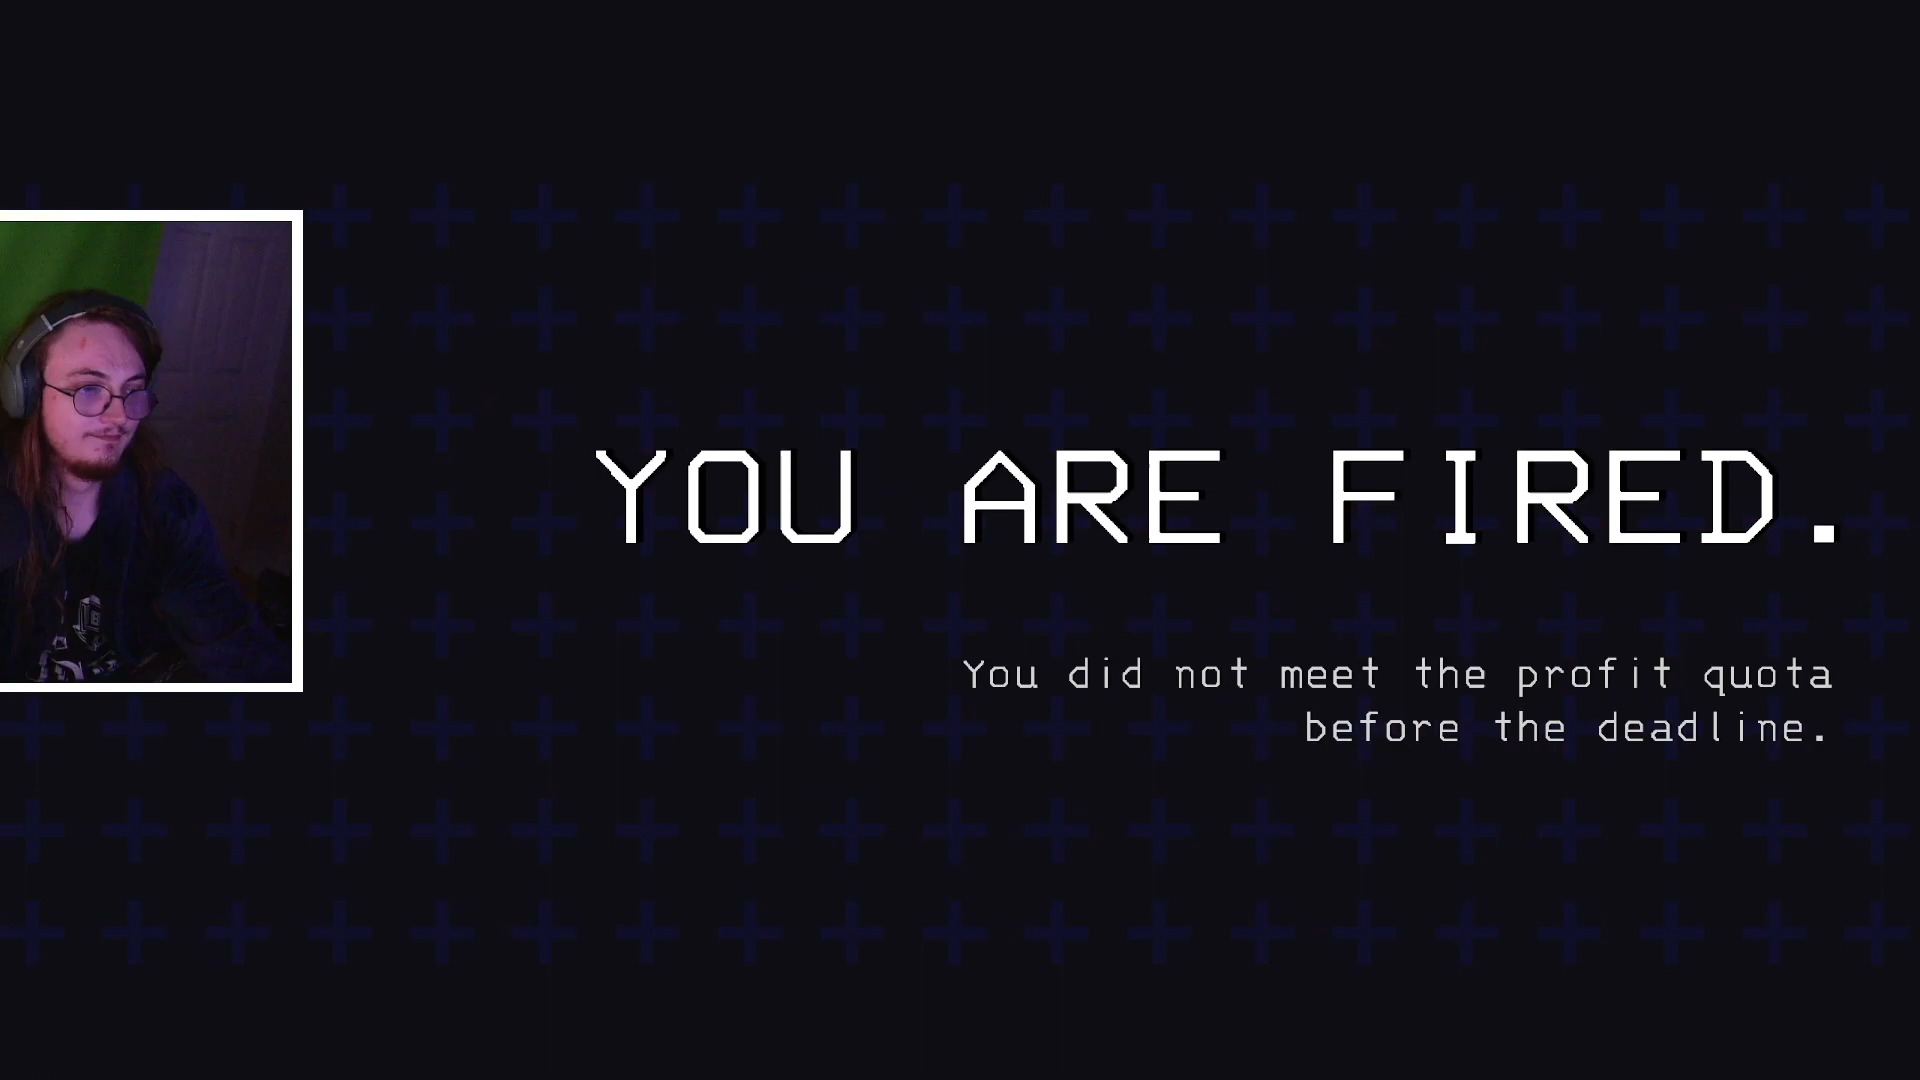 YOU ARE FIRED.
You did not meet the profit quota
before the deadline.